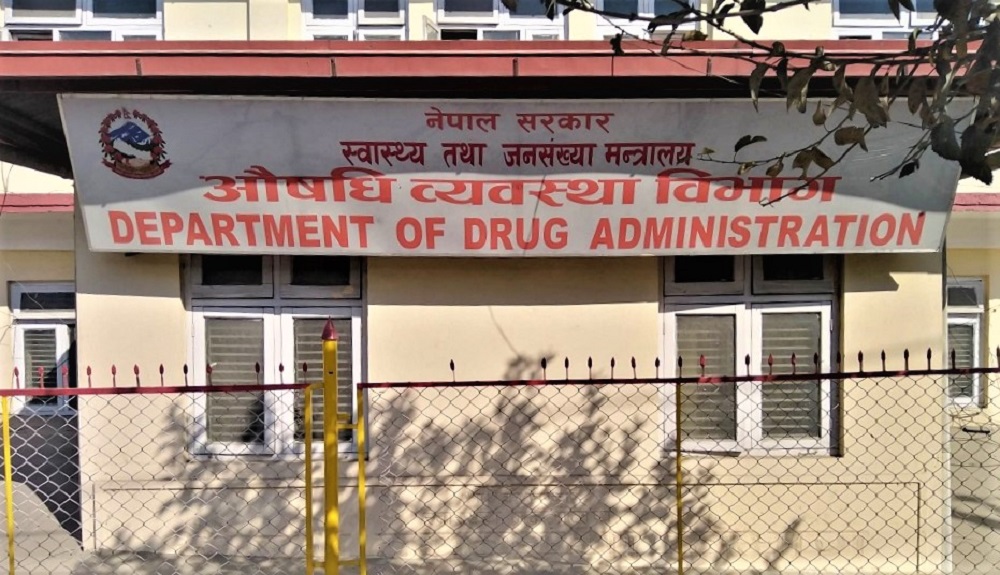 नेपाल सरकार
स्वास्थ्य तथा जनसंख्या मन्त्रालय
औषधि व्यवस्था विभाग
DEPARTMENT OF DRUG ADMINISTRATION